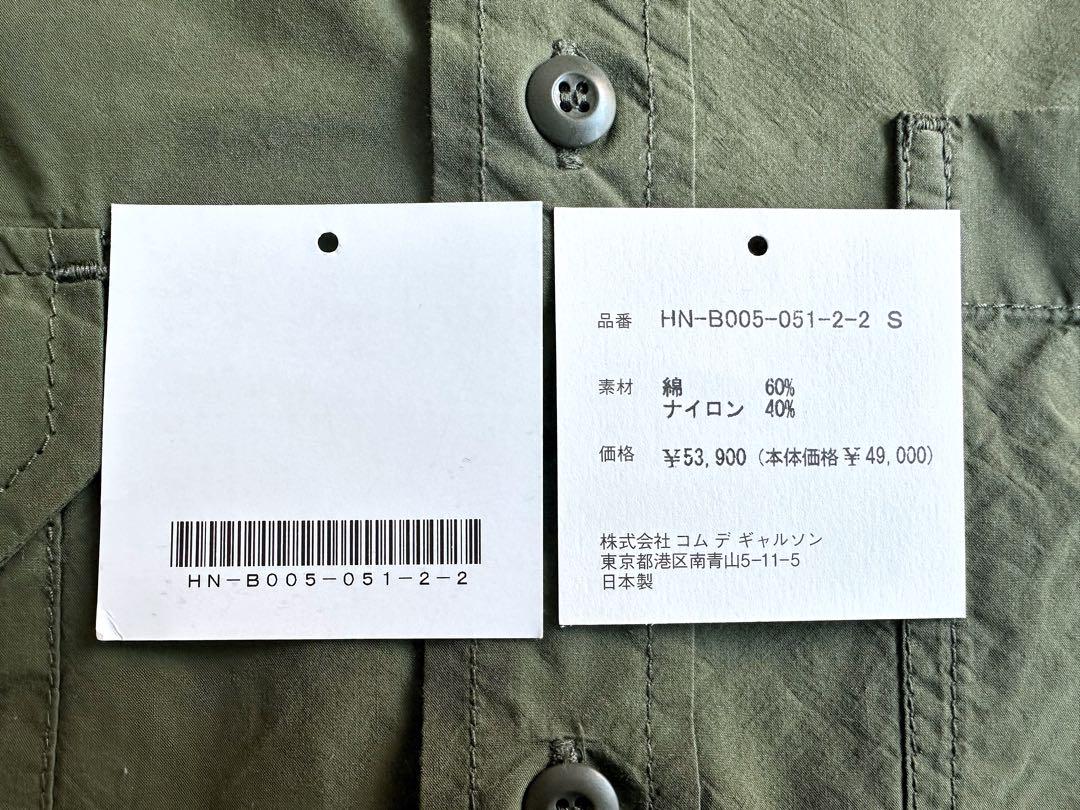 HN-B005-051-2-2
品番 HN-B005-051-2-2 S
素材 綿 60%
ナイロン 40%
価格 ¥53,900 (本体価格¥49,000)
株式会社 コム デ ギャルソン
東京都港区南青山5-11-5
日本製